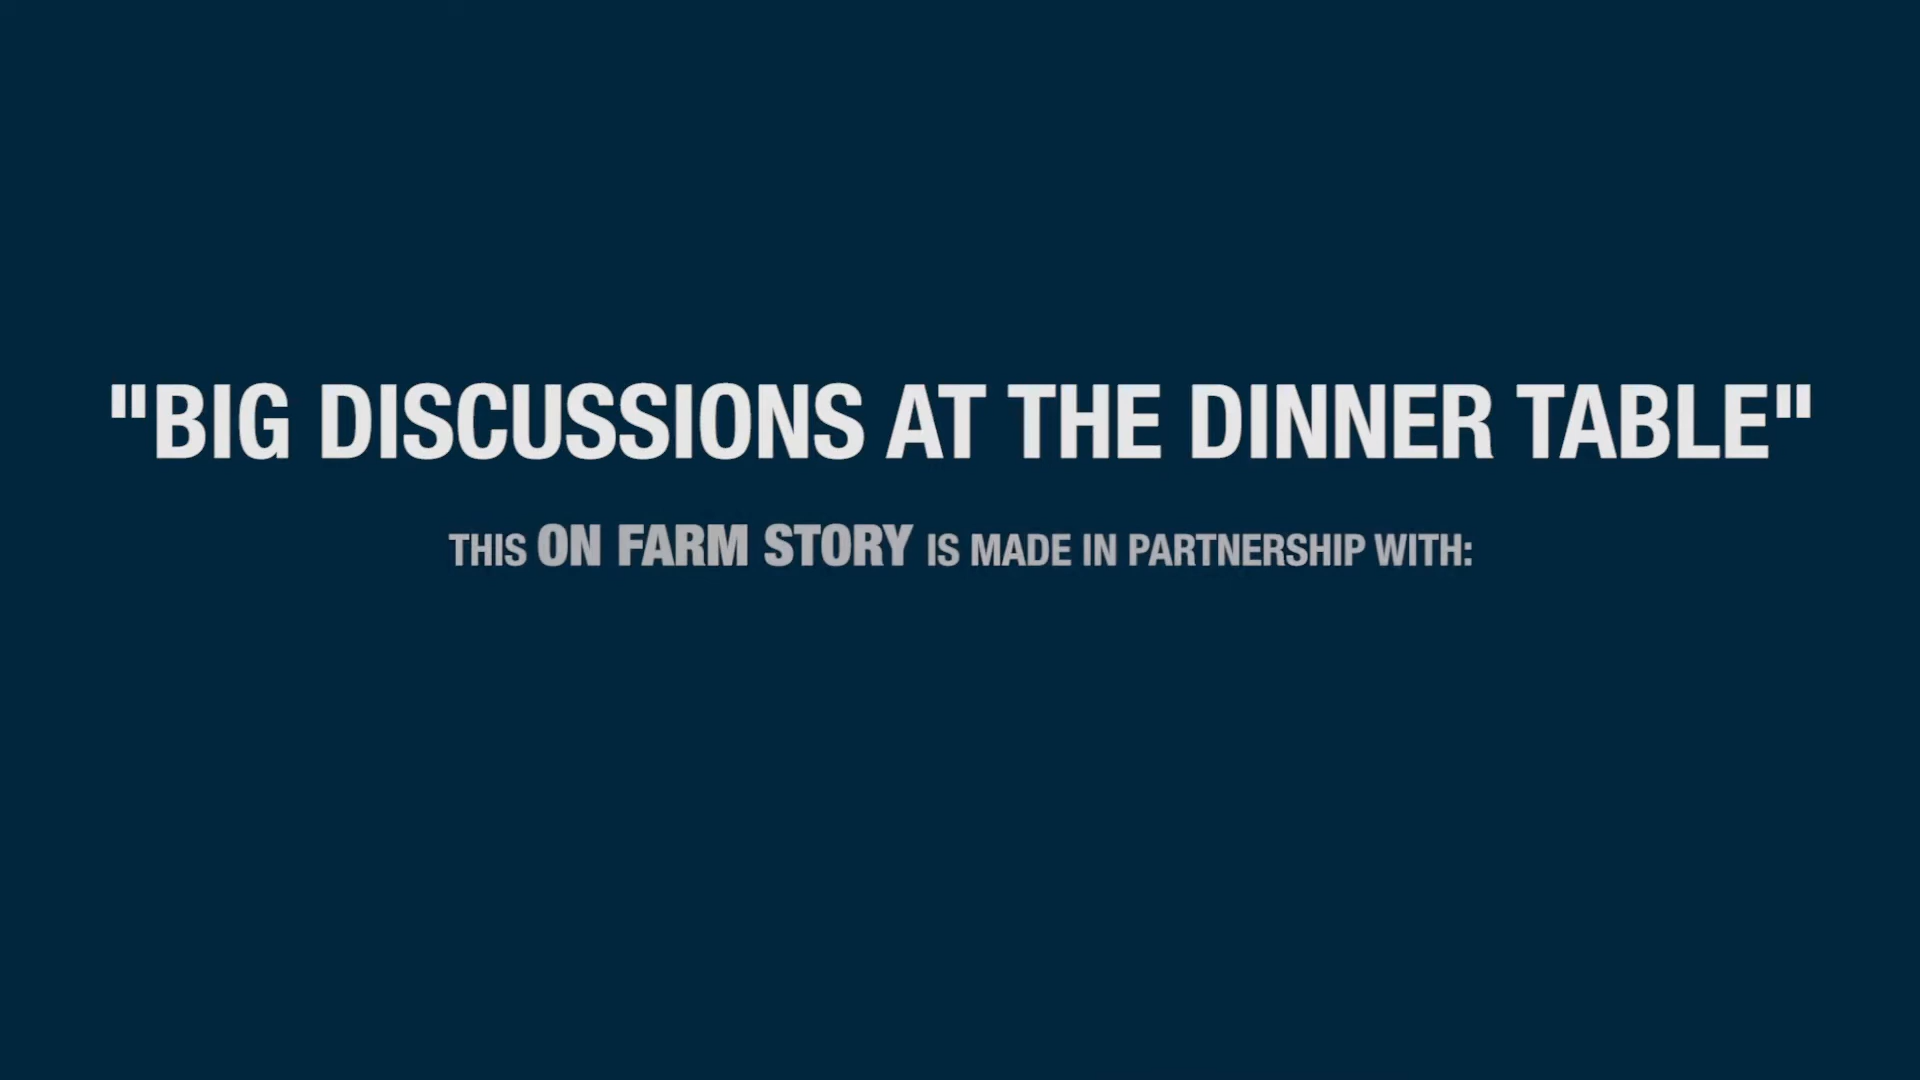 "BIG DISCUSSIONS AT THE DINNER TABLE"
THIS ON FARM STORY IS MADE IN PARTNERSHIP WITH: